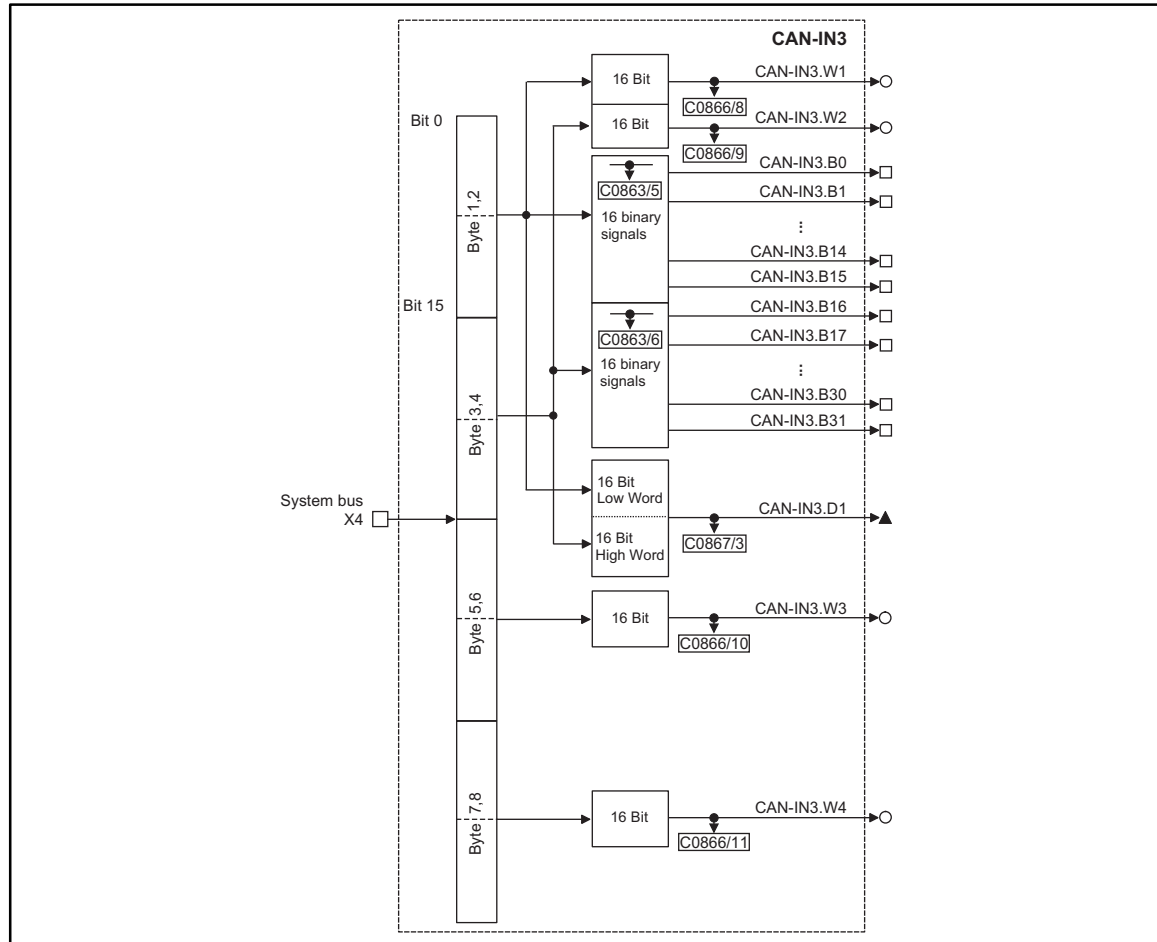 CAN-IN3
16 Bit
CAN-IN3.W1
C0866/8
Bit 0
16 Bit
CAN-IN3.W2
C0866/9
CAN-IN3.B0
C0863/5
CAN-IN3.B1
Byte 1,2
16 binary
signals
⋮
CAN-IN3.B14
CAN-IN3.B15
Bit 15
CAN-IN3.B16
C0863/6
CAN-IN3.B17
16 binary
signals
⋮
Byte 3,4
CAN-IN3.B30
CAN-IN3.B31
16 Bit
Low Word
System bus
X4
CAN-IN3.D1
16 Bit
High Word
C0867/3
Byte 5,6
16 Bit
CAN-IN3.W3
C0866/10
Byte 7,8
16 Bit
CAN-IN3.W4
C0866/11